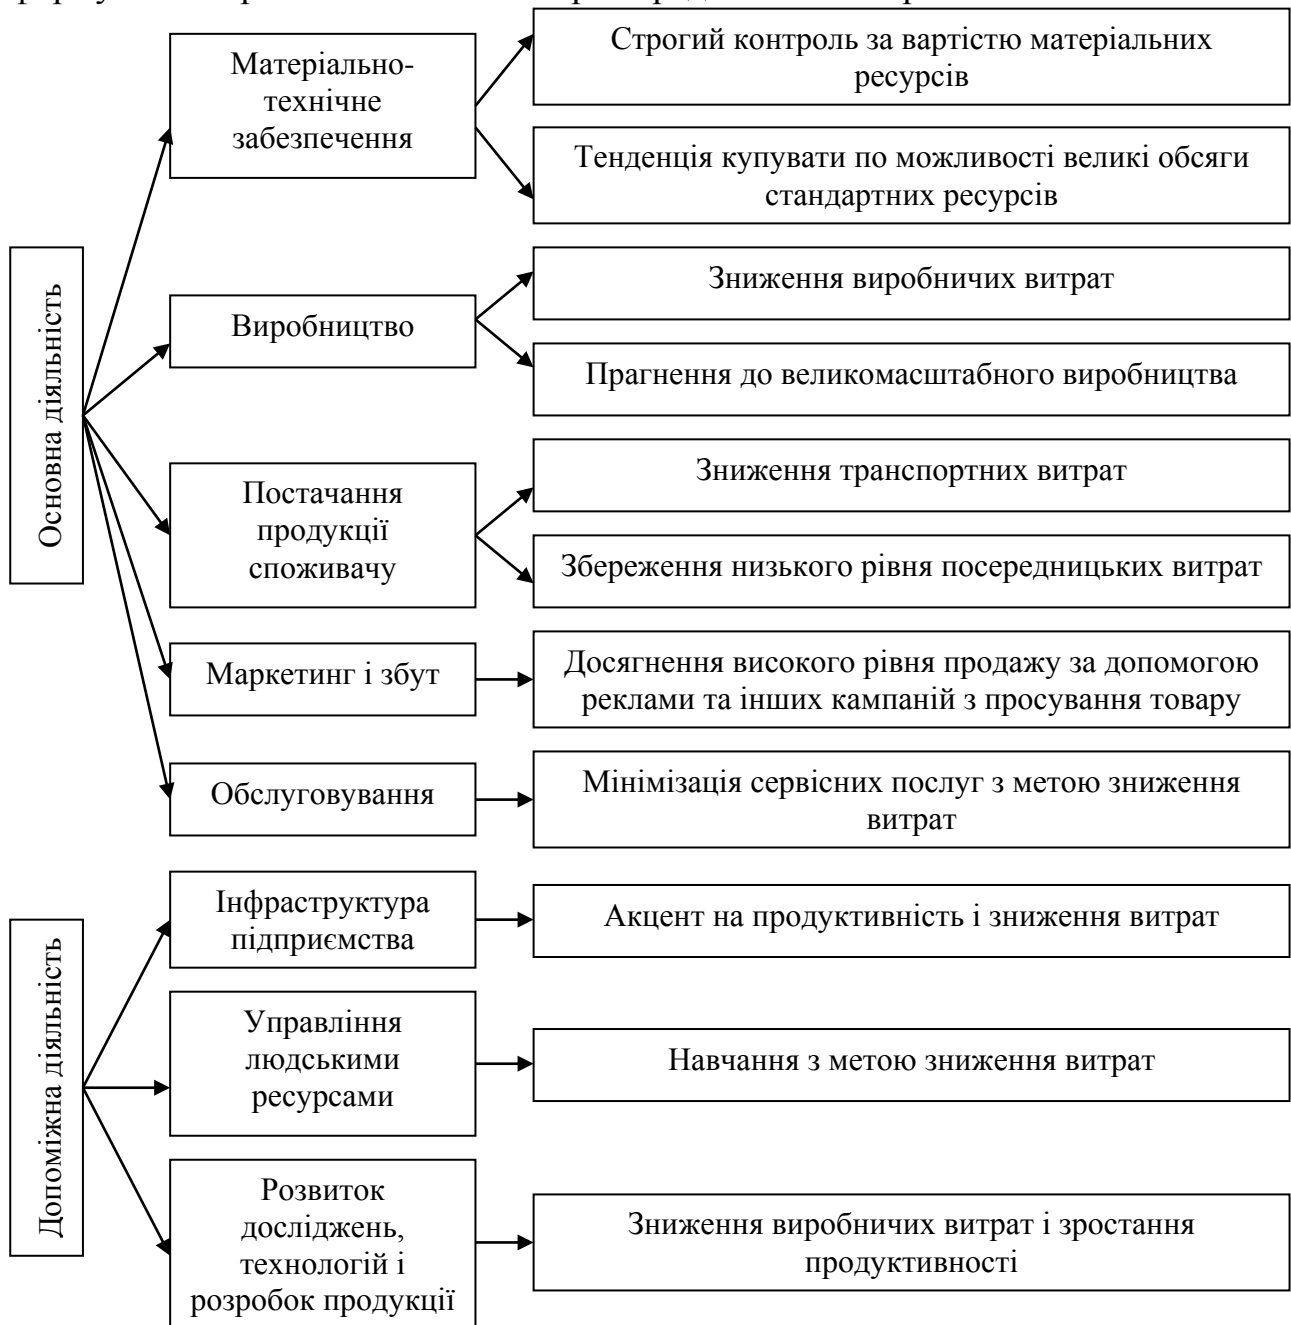 Матеріально-
технічне
забезпечення
Строгий контроль за вартістю матеріальних
ресурсів
Тенденція купувати по можливості великі обсяги
стандартних ресурсів
Основна діяльність
Виробництво
Зниження виробничих витрат
Прагнення до великомасштабного виробництва
Постачання
продукції
споживачу
Зниження транспортних витрат
Збереження низького рівня посередницьких витрат
Маркетинг і збут
Досягнення високого рівня продажу за допомогою
реклами та інших кампаній з просування товару
Обслуговування
Мінімізація сервісних послуг з метою зниження
витрат
Допоміжна діяльність
Інфраструктура
підприємства
Акцент на продуктивність і зниження витрат
Управління
людськими
ресурсами
Навчання з метою зниження витрат
Розвиток
досліджень,
технологій і
розробок продукції
Зниження виробничих витрат і зростання
продуктивності